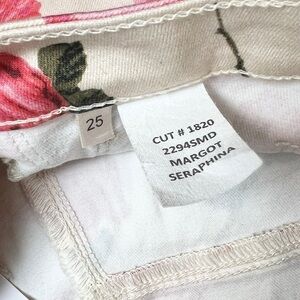 25
CUT # 1820
2294SMD
MARGOT
SERAPHINA